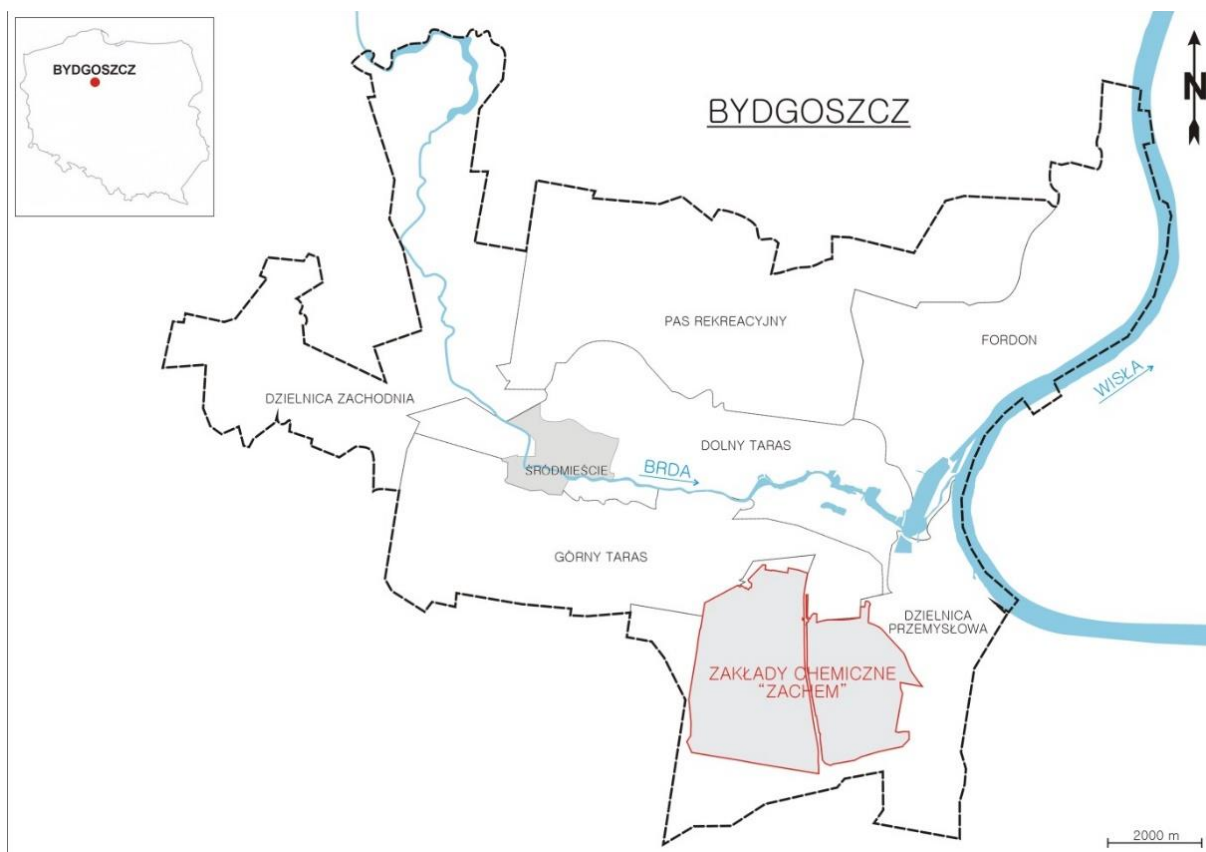 BYDGOSZCZ
BYDGOSZCZ
N
PAS REKREACYJNY
FORDON
WISŁA
DZIELNICA ZACHODNIA
DOLNY TARAS
ŚRÓDMIEŚCIE
BRDA
GÓRNY TARAS
DZIELNICA
PRZEMYSŁOWA
ZAKŁADY CHEMICZNE
"ZACHEM"
2000 m